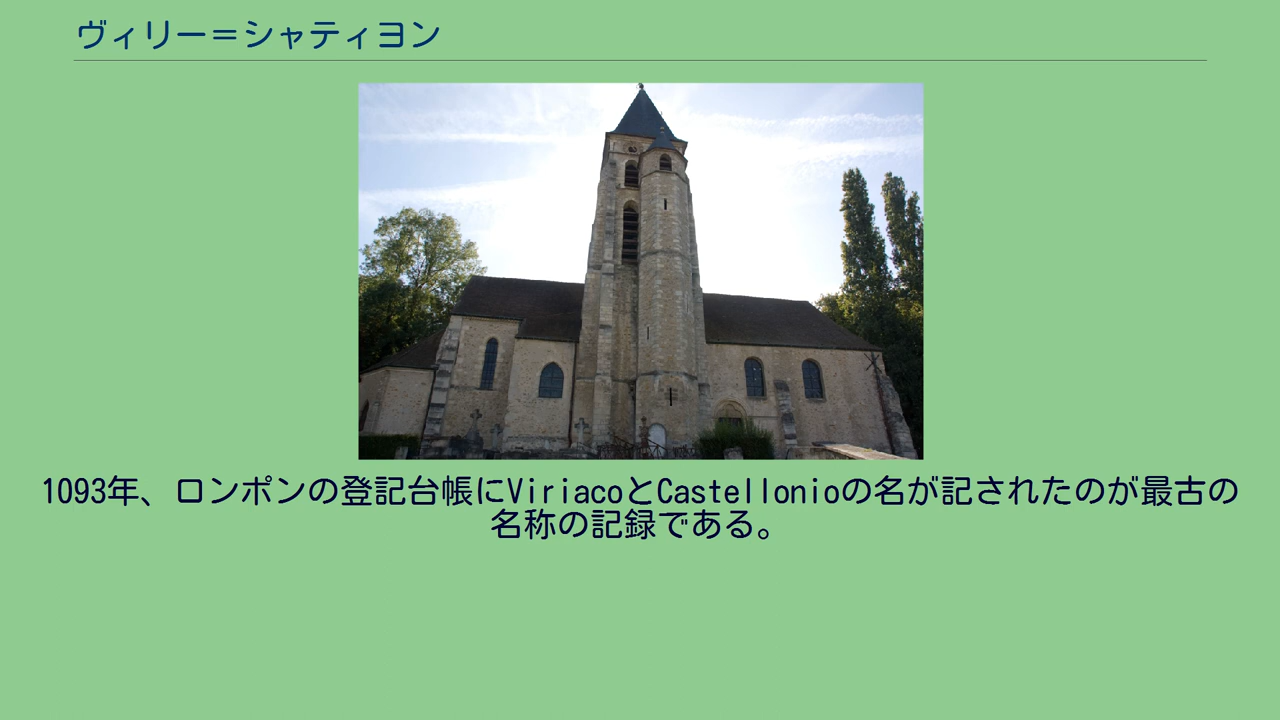 ヴィリー＝シャティヨン
1093年、ロンポンの登記台帳にViriacoとCastellonioの名が記されたのが最古の
名称の記録である。